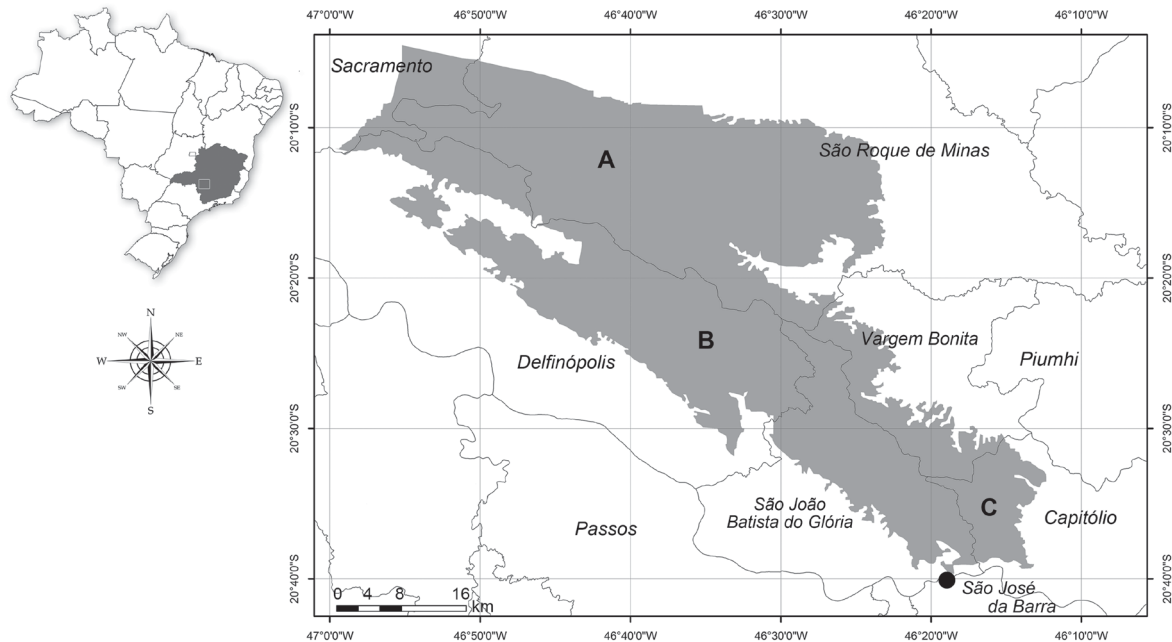 47°0'0"W 46°50'0"W 46°40'0"W 46°30'0"W 46°20'0"W 46°10'0"W
Sacramento
20°10'0"S
20°10'0"S
A
São Roque de Minas
20°20'0"S
20°20'0"S
N
NW NE
W E
SW SE
S
B
Vargem Bonita
Delfinópolis
Piumhi
20°30'0"S
20°30'0"S
C
São João
Batista do Glória
Capitólio
Passos
20°40'0"S
20°40'0"S
São José
da Barra
0 4 8 16
km
47°0'0"W 46°50'0"W 46°40'0"W 46°30'0"W 46°20'0"W 46°10'0"W